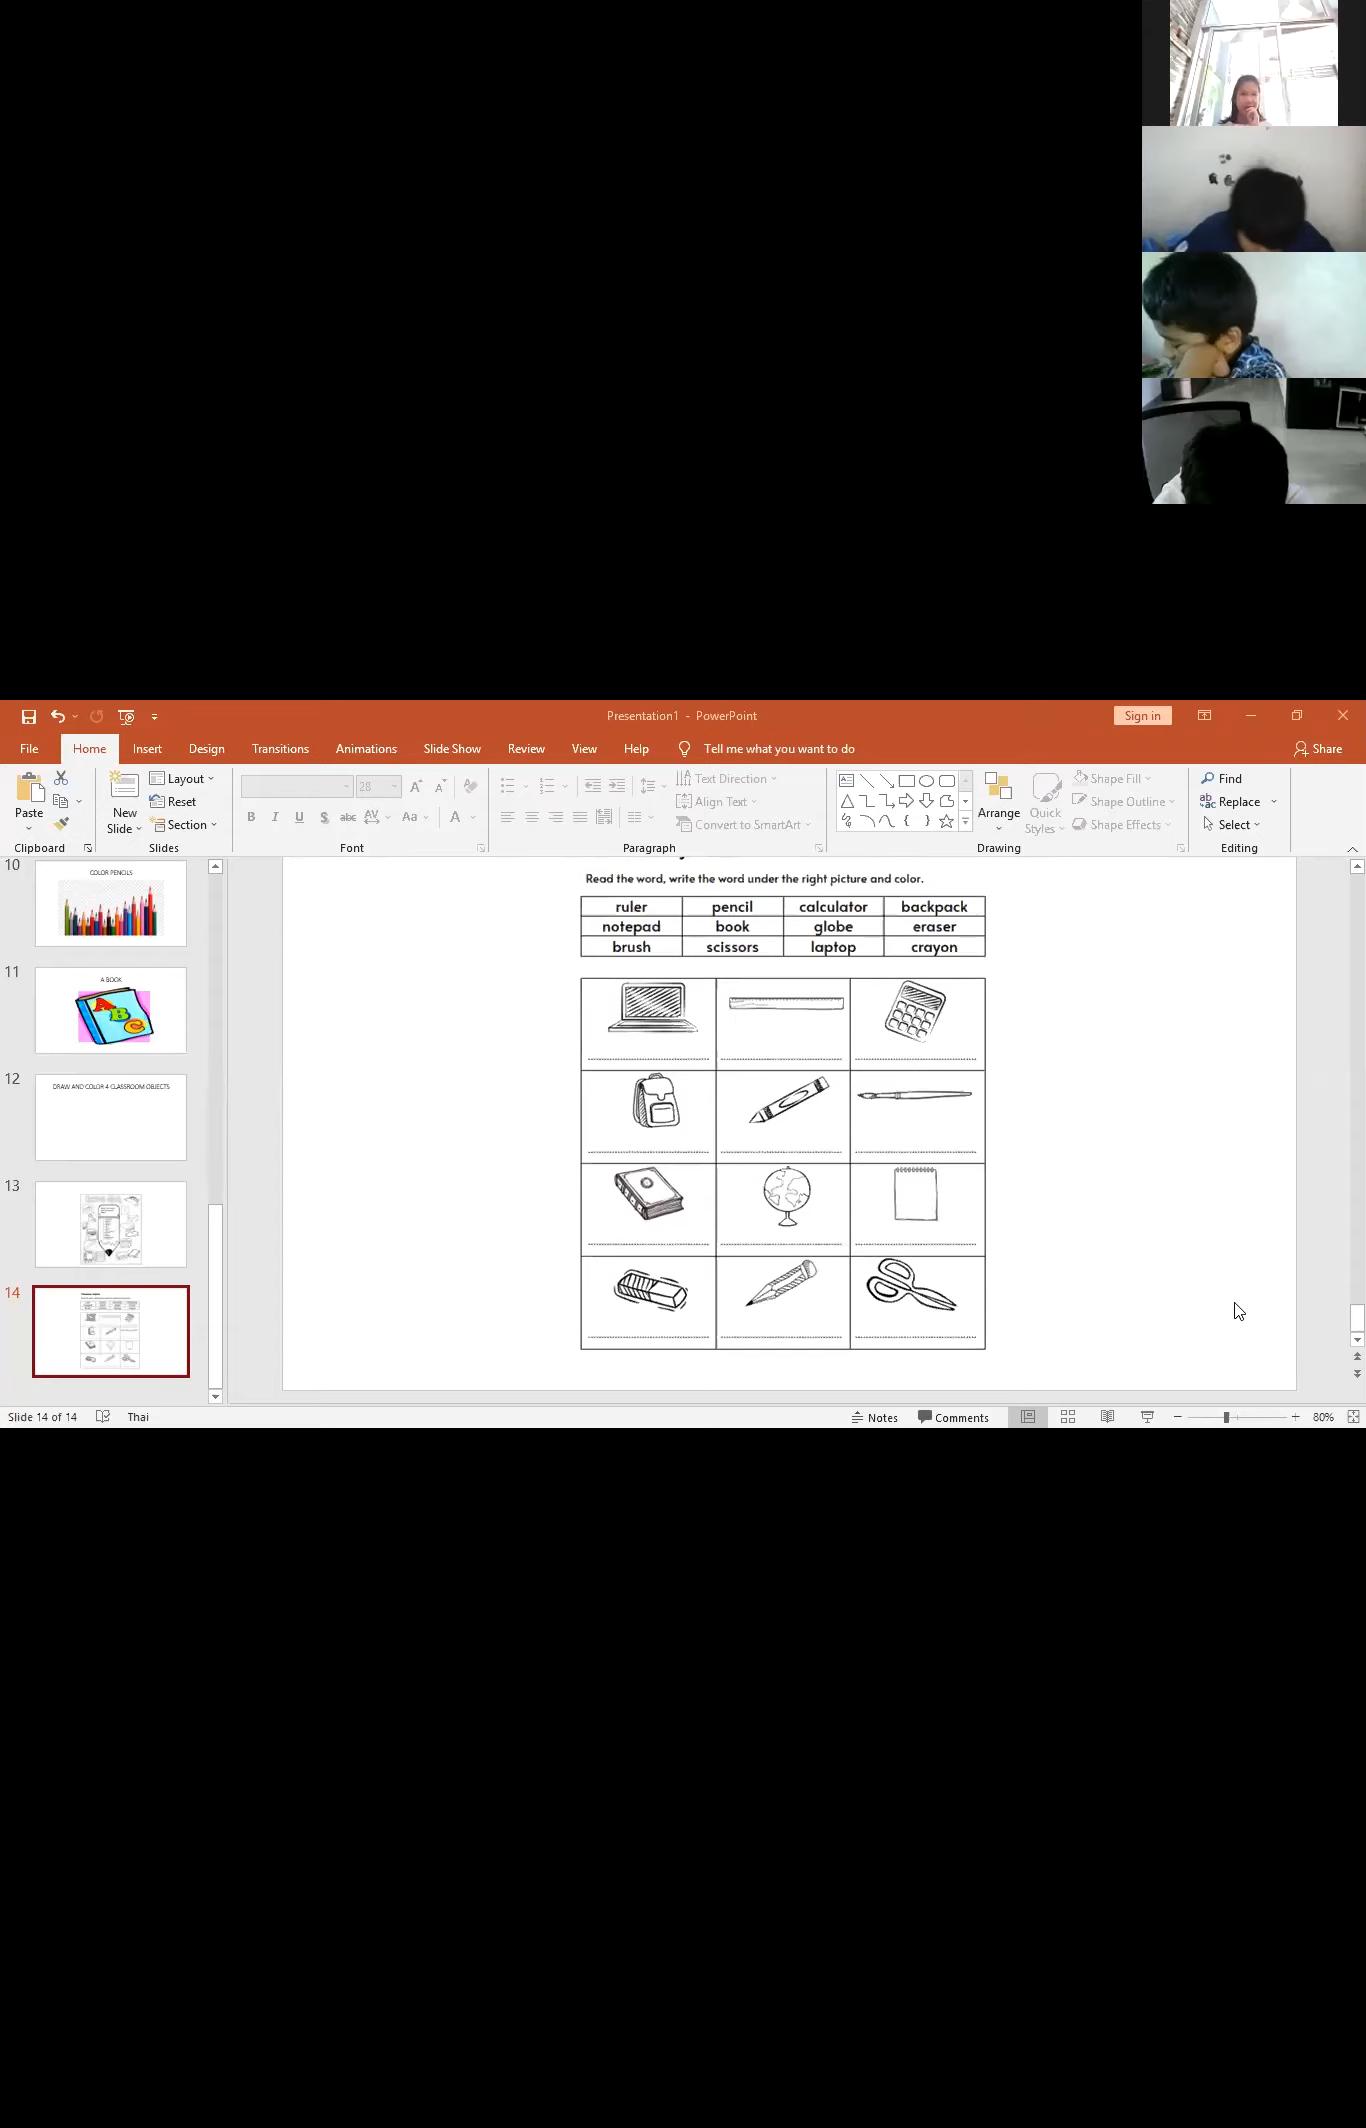 Presentation1 - PowerPoint
Sign in
File Home Insert Design Transitions Animations Slide Show Review View Help Tell me what you want to do Share
Paste
New Slide
Layout
Reset
Section
28
B I U S abc AV Aa A
Text Direction
Align Text
Convert to SmartArt
Arrange
Quick Styles
Shape Fill
Shape Outline
Shape Effects
Find
Replace
Select
Clipboard Slides Font Paragraph Drawing Editing
10
COLOR PENCILS
11
A BOOK
A B C
12
DRAW AND COLOR 4 CLASSROOM OBJECTS
13
14
Read the word, write the word under the right picture and color.
ruler pencil calculator backpack
notepad book globe eraser
brush scissors laptop crayon
Slide 14 of 14 Thai Notes Comments 80%